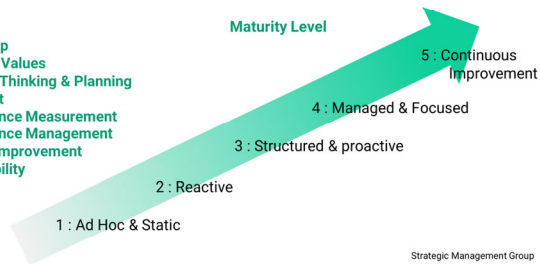 Maturity Level
p
Values
Thinking & Planning
t
nce Measurement
nce Management
mprovement
bility
5 : Continuous
Improvement
4 : Managed & Focused
3 : Structured & proactive
2 : Reactive
1 : Ad Hoc & Static
Strategic Management Group